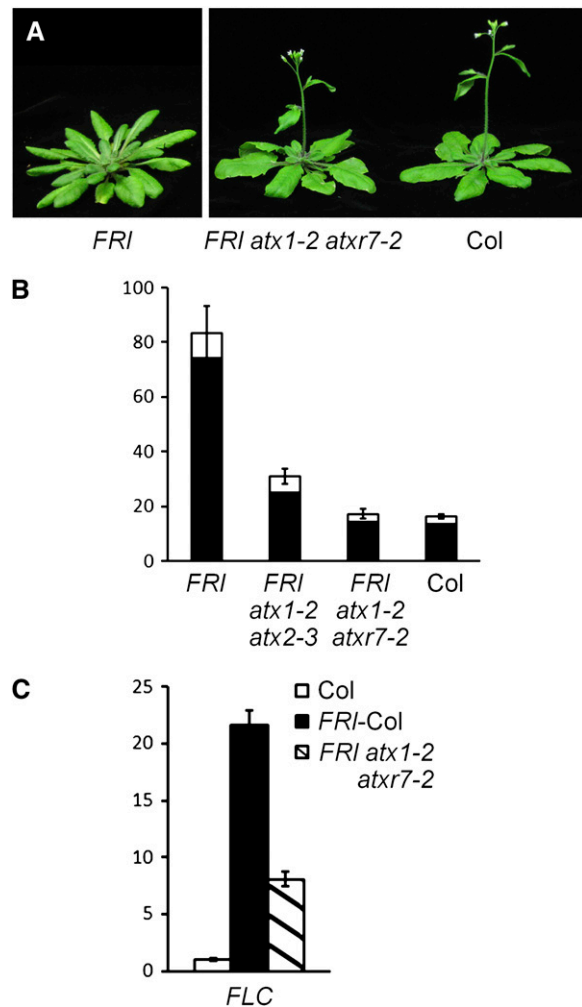 A
FRI
FRI atx1-2 atxr7-2
Col
B
100
80
60
40
20
0
FRI
FRI
atx1-2
atx2-3
FRI
atx1-2
atxr7-2
Col
C
25
20
15
10
5
0
Col
FRI-Col
FRI atx1-2
atxr7-2
FLC